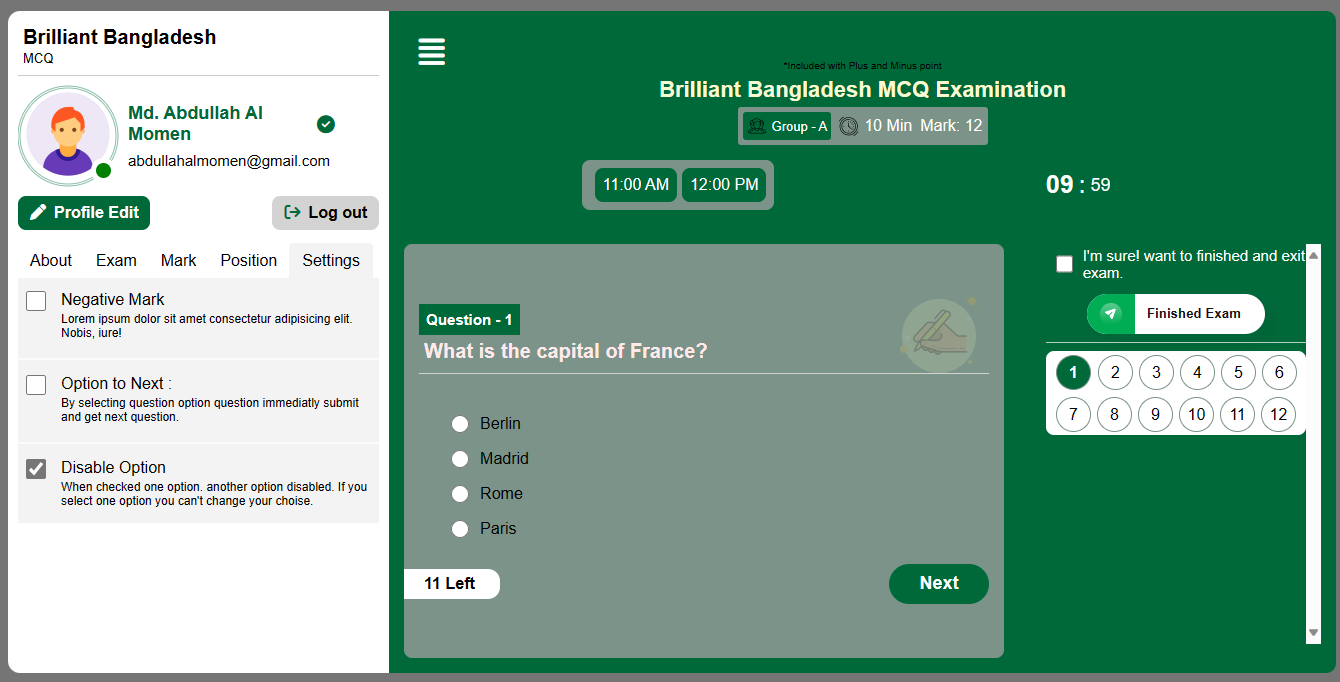 Brilliant Bangladesh
MCQ
Md. Abdullah Al
Momen
abdullahalmomen@gmail.com
Profile Edit
Log out
About Exam Mark Position Settings
Negative Mark
Lorem ipsum dolor sit amet consectetur adipisicing elit.
Nobis, iure!
Option to Next :
By selecting question option question immediatly submit
and get next question.
Disable Option
When checked one option. another option disabled. If you
select one option you can't change your choise.
*Included with Plus and Minus point
Brilliant Bangladesh MCQ Examination
Group - A 10 Min Mark: 12
11:00 AM 12:00 PM
09 : 59
Question - 1
What is the capital of France?
Berlin
Madrid
Rome
Paris
11 Left
Next
I'm sure! want to finished and exit
exam.
Finished Exam
1 2 3 4 5 6
7 8 9 10 11 12